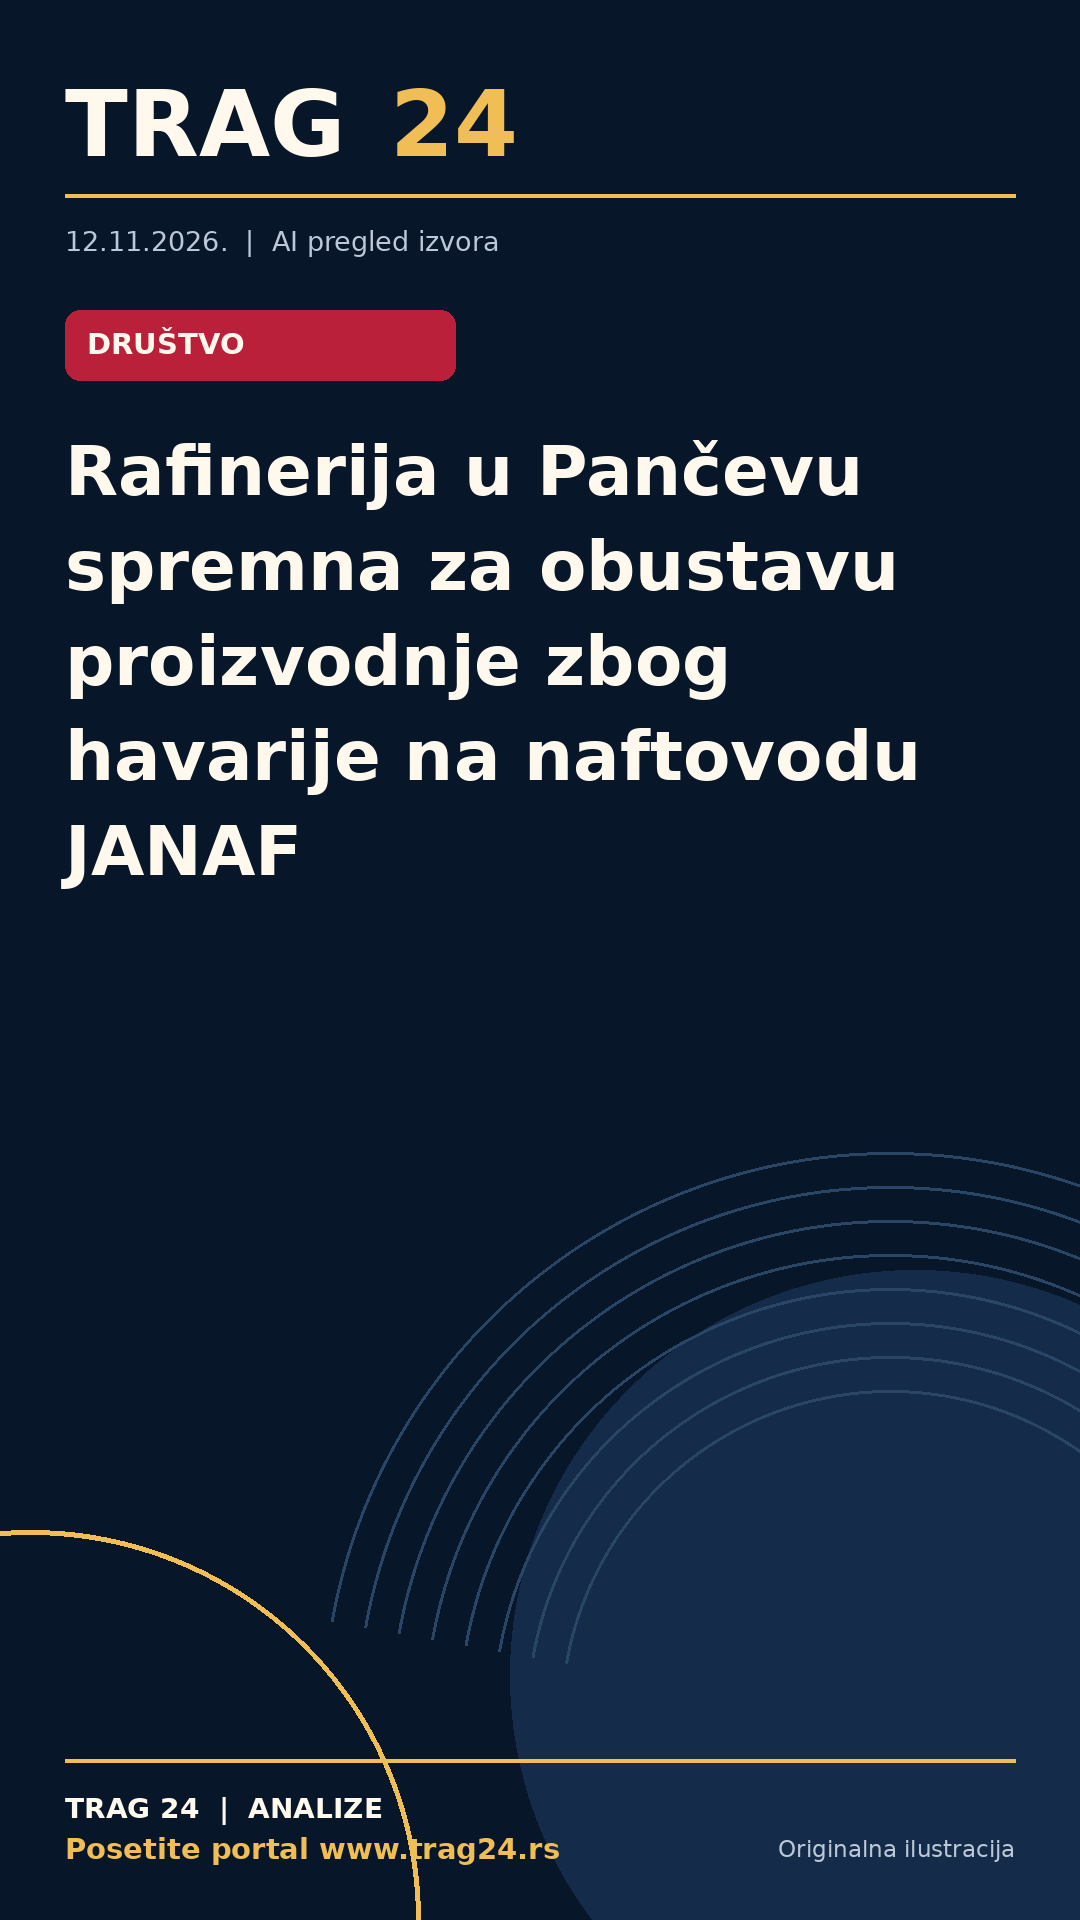 TRAG 24
12.11.2026. | AI pregled izvora
DRUŠTVO
Rafinerija u Pančevu
spremna za obustavu
proizvodnje zbog
havarije na naftovodu
JANAF
TRAG 24 | ANALIZE
Posetite portal www.trag24.rs
Originalna ilustracija